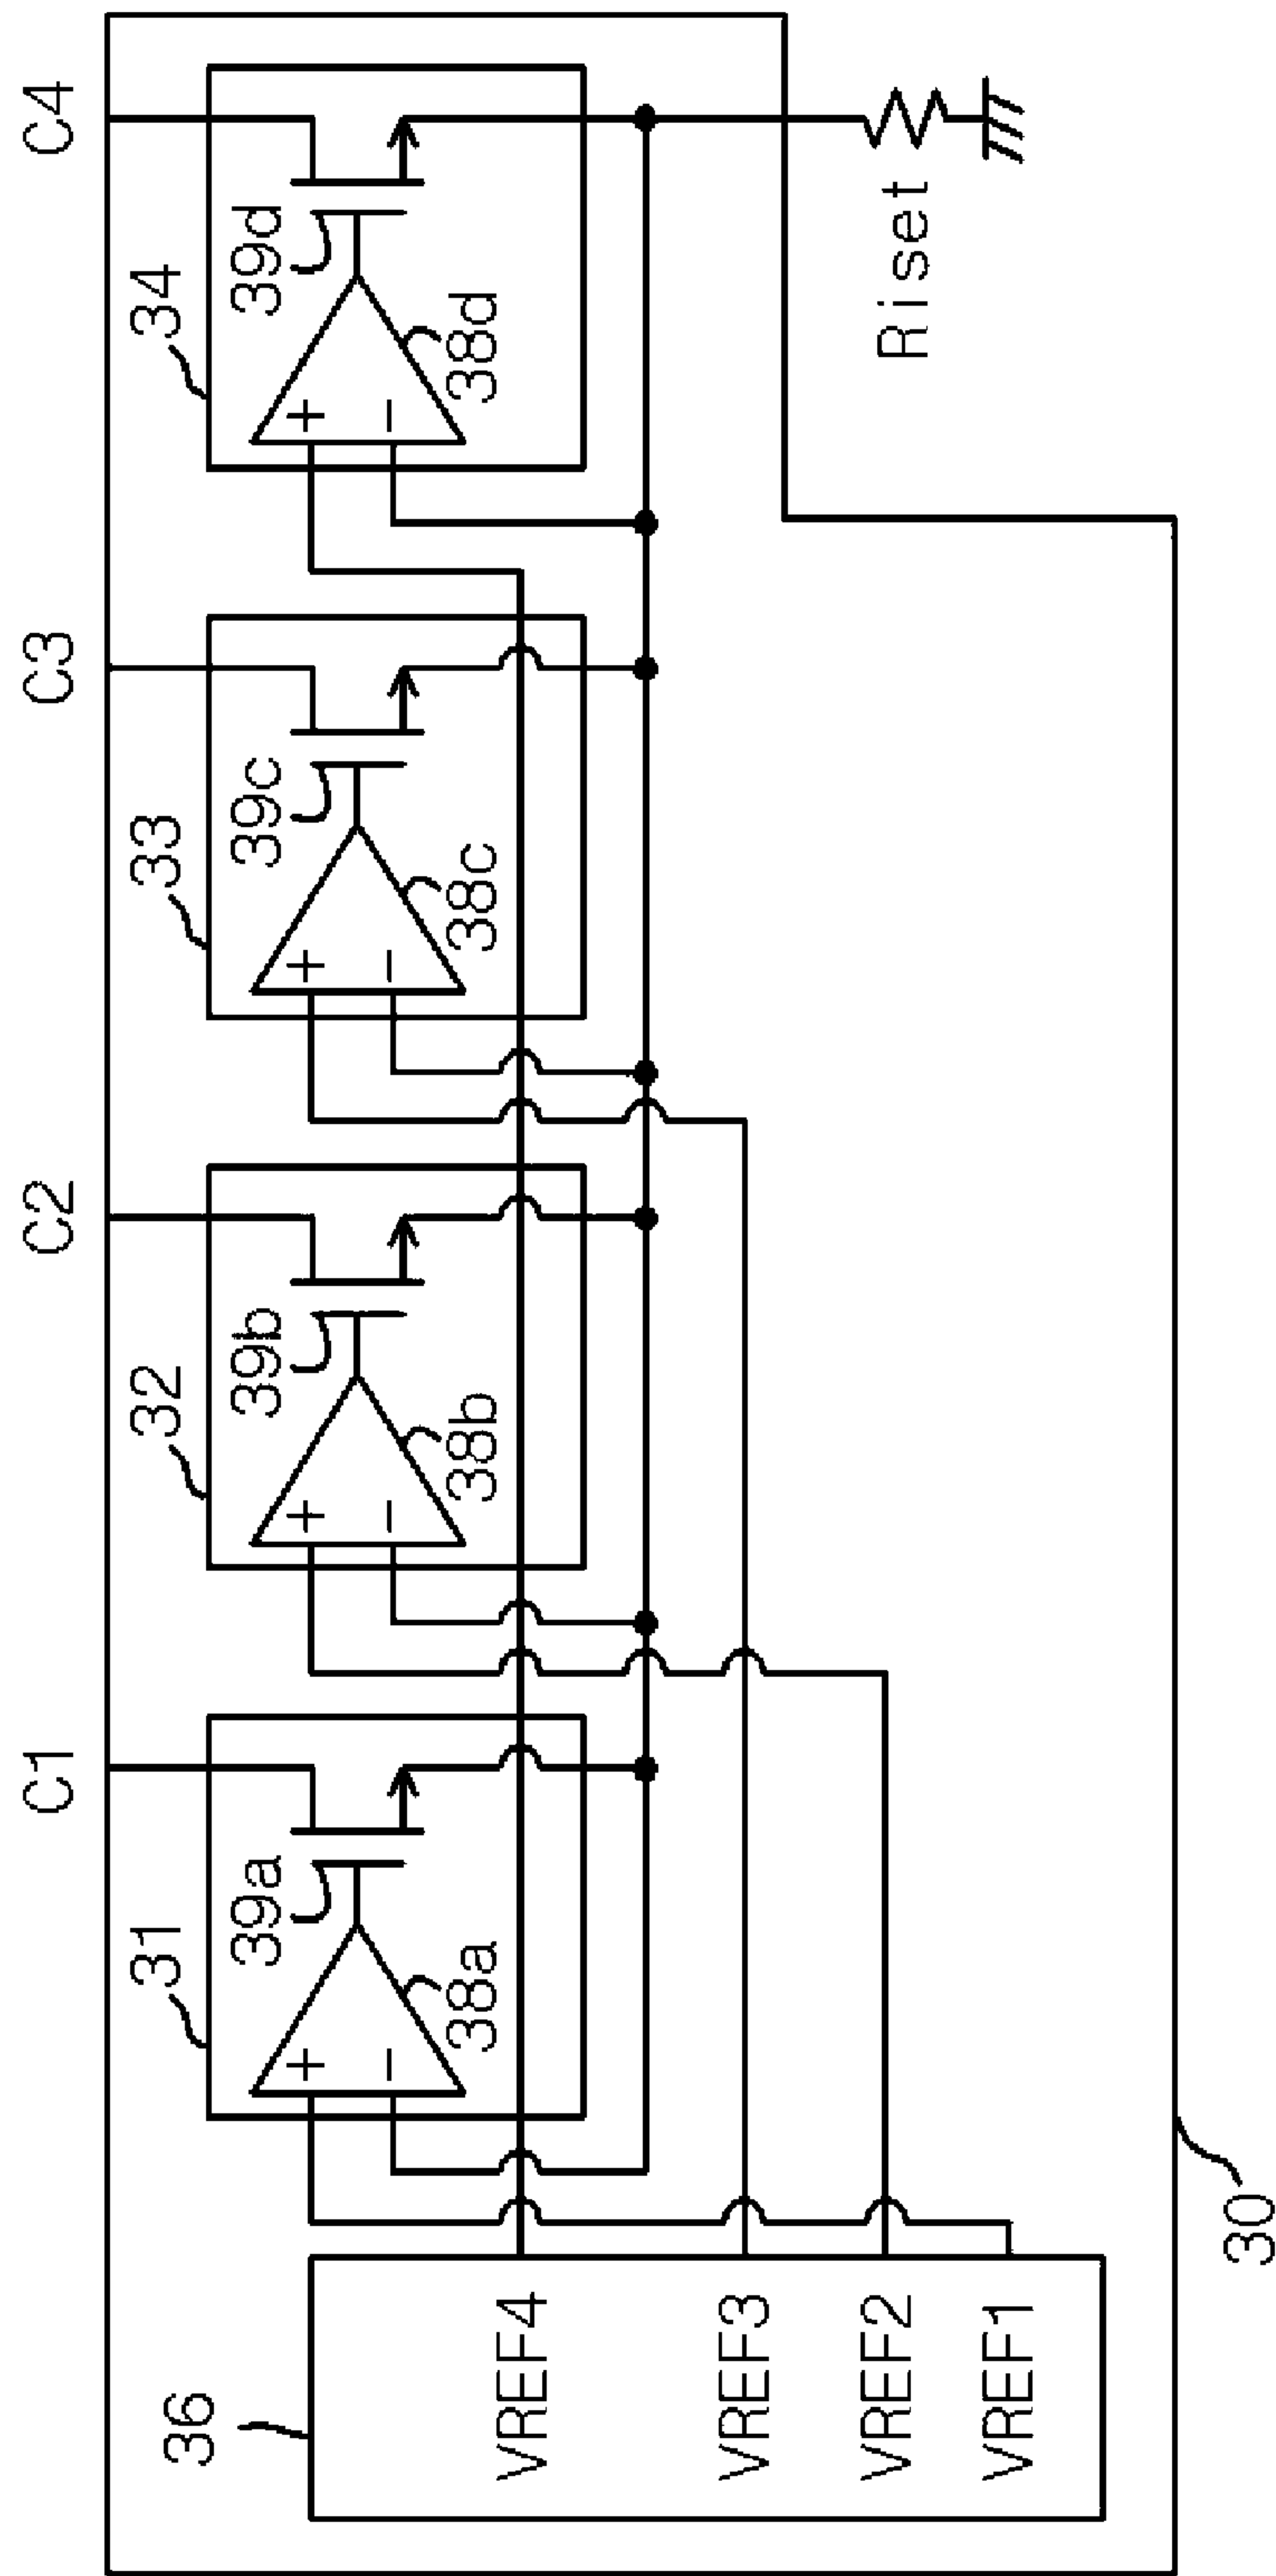 C1
C2
C3
C4
31
32
33
34
39a
39b
39c
39d
+
+
+
+
-
-
-
-
38a
38b
38c
38d
36
VREF4
VREF3
VREF2
VREF1
Riset
30